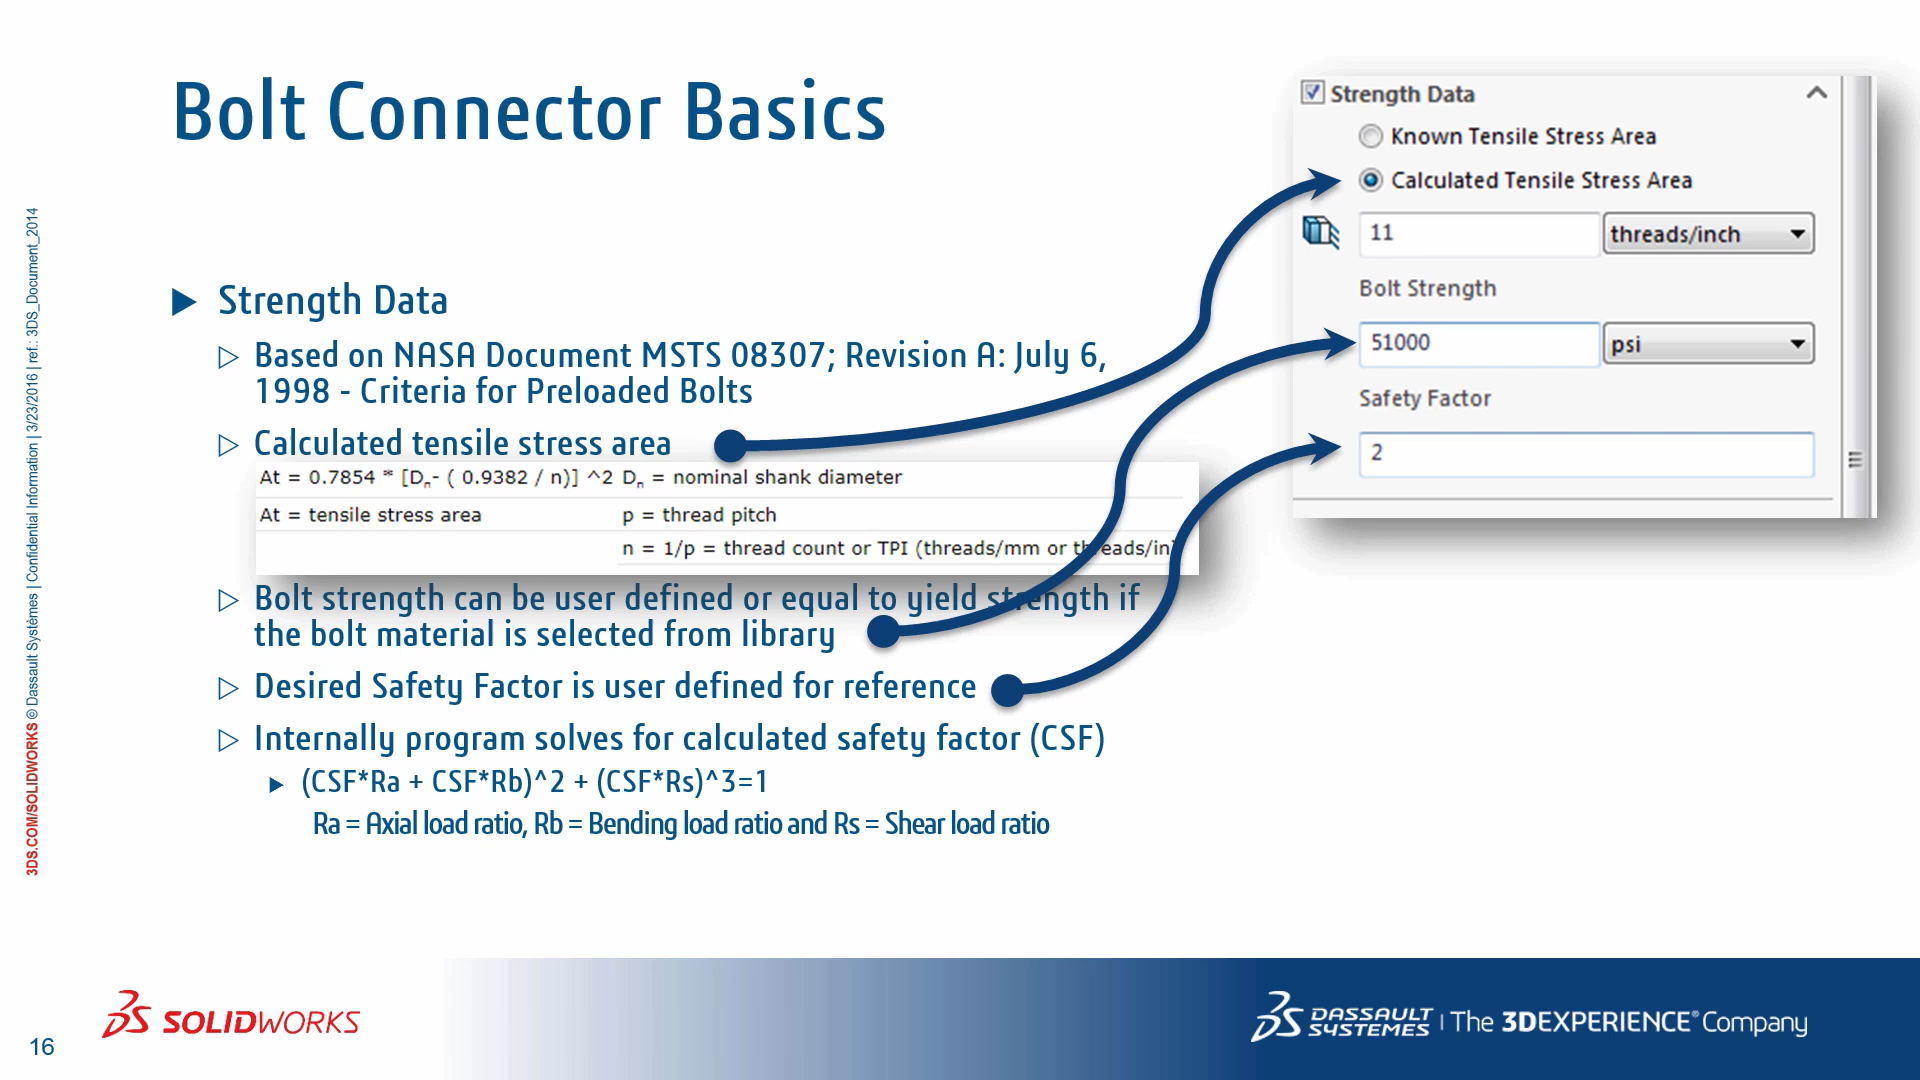 Bolt Connector Basics
Strength Data
Based on NASA Document MSTS 08307; Revision A: July 6,
1998 - Criteria for Preloaded Bolts
Calculated tensile stress area
At = 0.7854 * [Dn- ( 0.9382 / n)] ^2 Dn = nominal shank diameter
At = tensile stress area p = thread pitch
n = 1/p = thread count or TPI (threads/mm or threads/in
Bolt strength can be user defined or equal to yield strength if
the bolt material is selected from library
Desired Safety Factor is user defined for reference
Internally program solves for calculated safety factor (CSF)
(CSF*Ra + CSF*Rb)^2 + (CSF*Rs)^3=1
Ra = Axial load ratio, Rb = Bending load ratio and Rs = Shear load ratio
Strength Data
Known Tensile Stress Area
Calculated Tensile Stress Area
11 threads/inch
Bolt Strength
51000 psi
Safety Factor
2
3DS.COM/SOLIDWORKS © Dassault Systèmes | Confidential Information | 3/23/2016 | ref.: 3DS_Document_2014
16
SOLIDWORKS
DASSAULT SYSTEMES | The 3DEXPERIENCE® Company